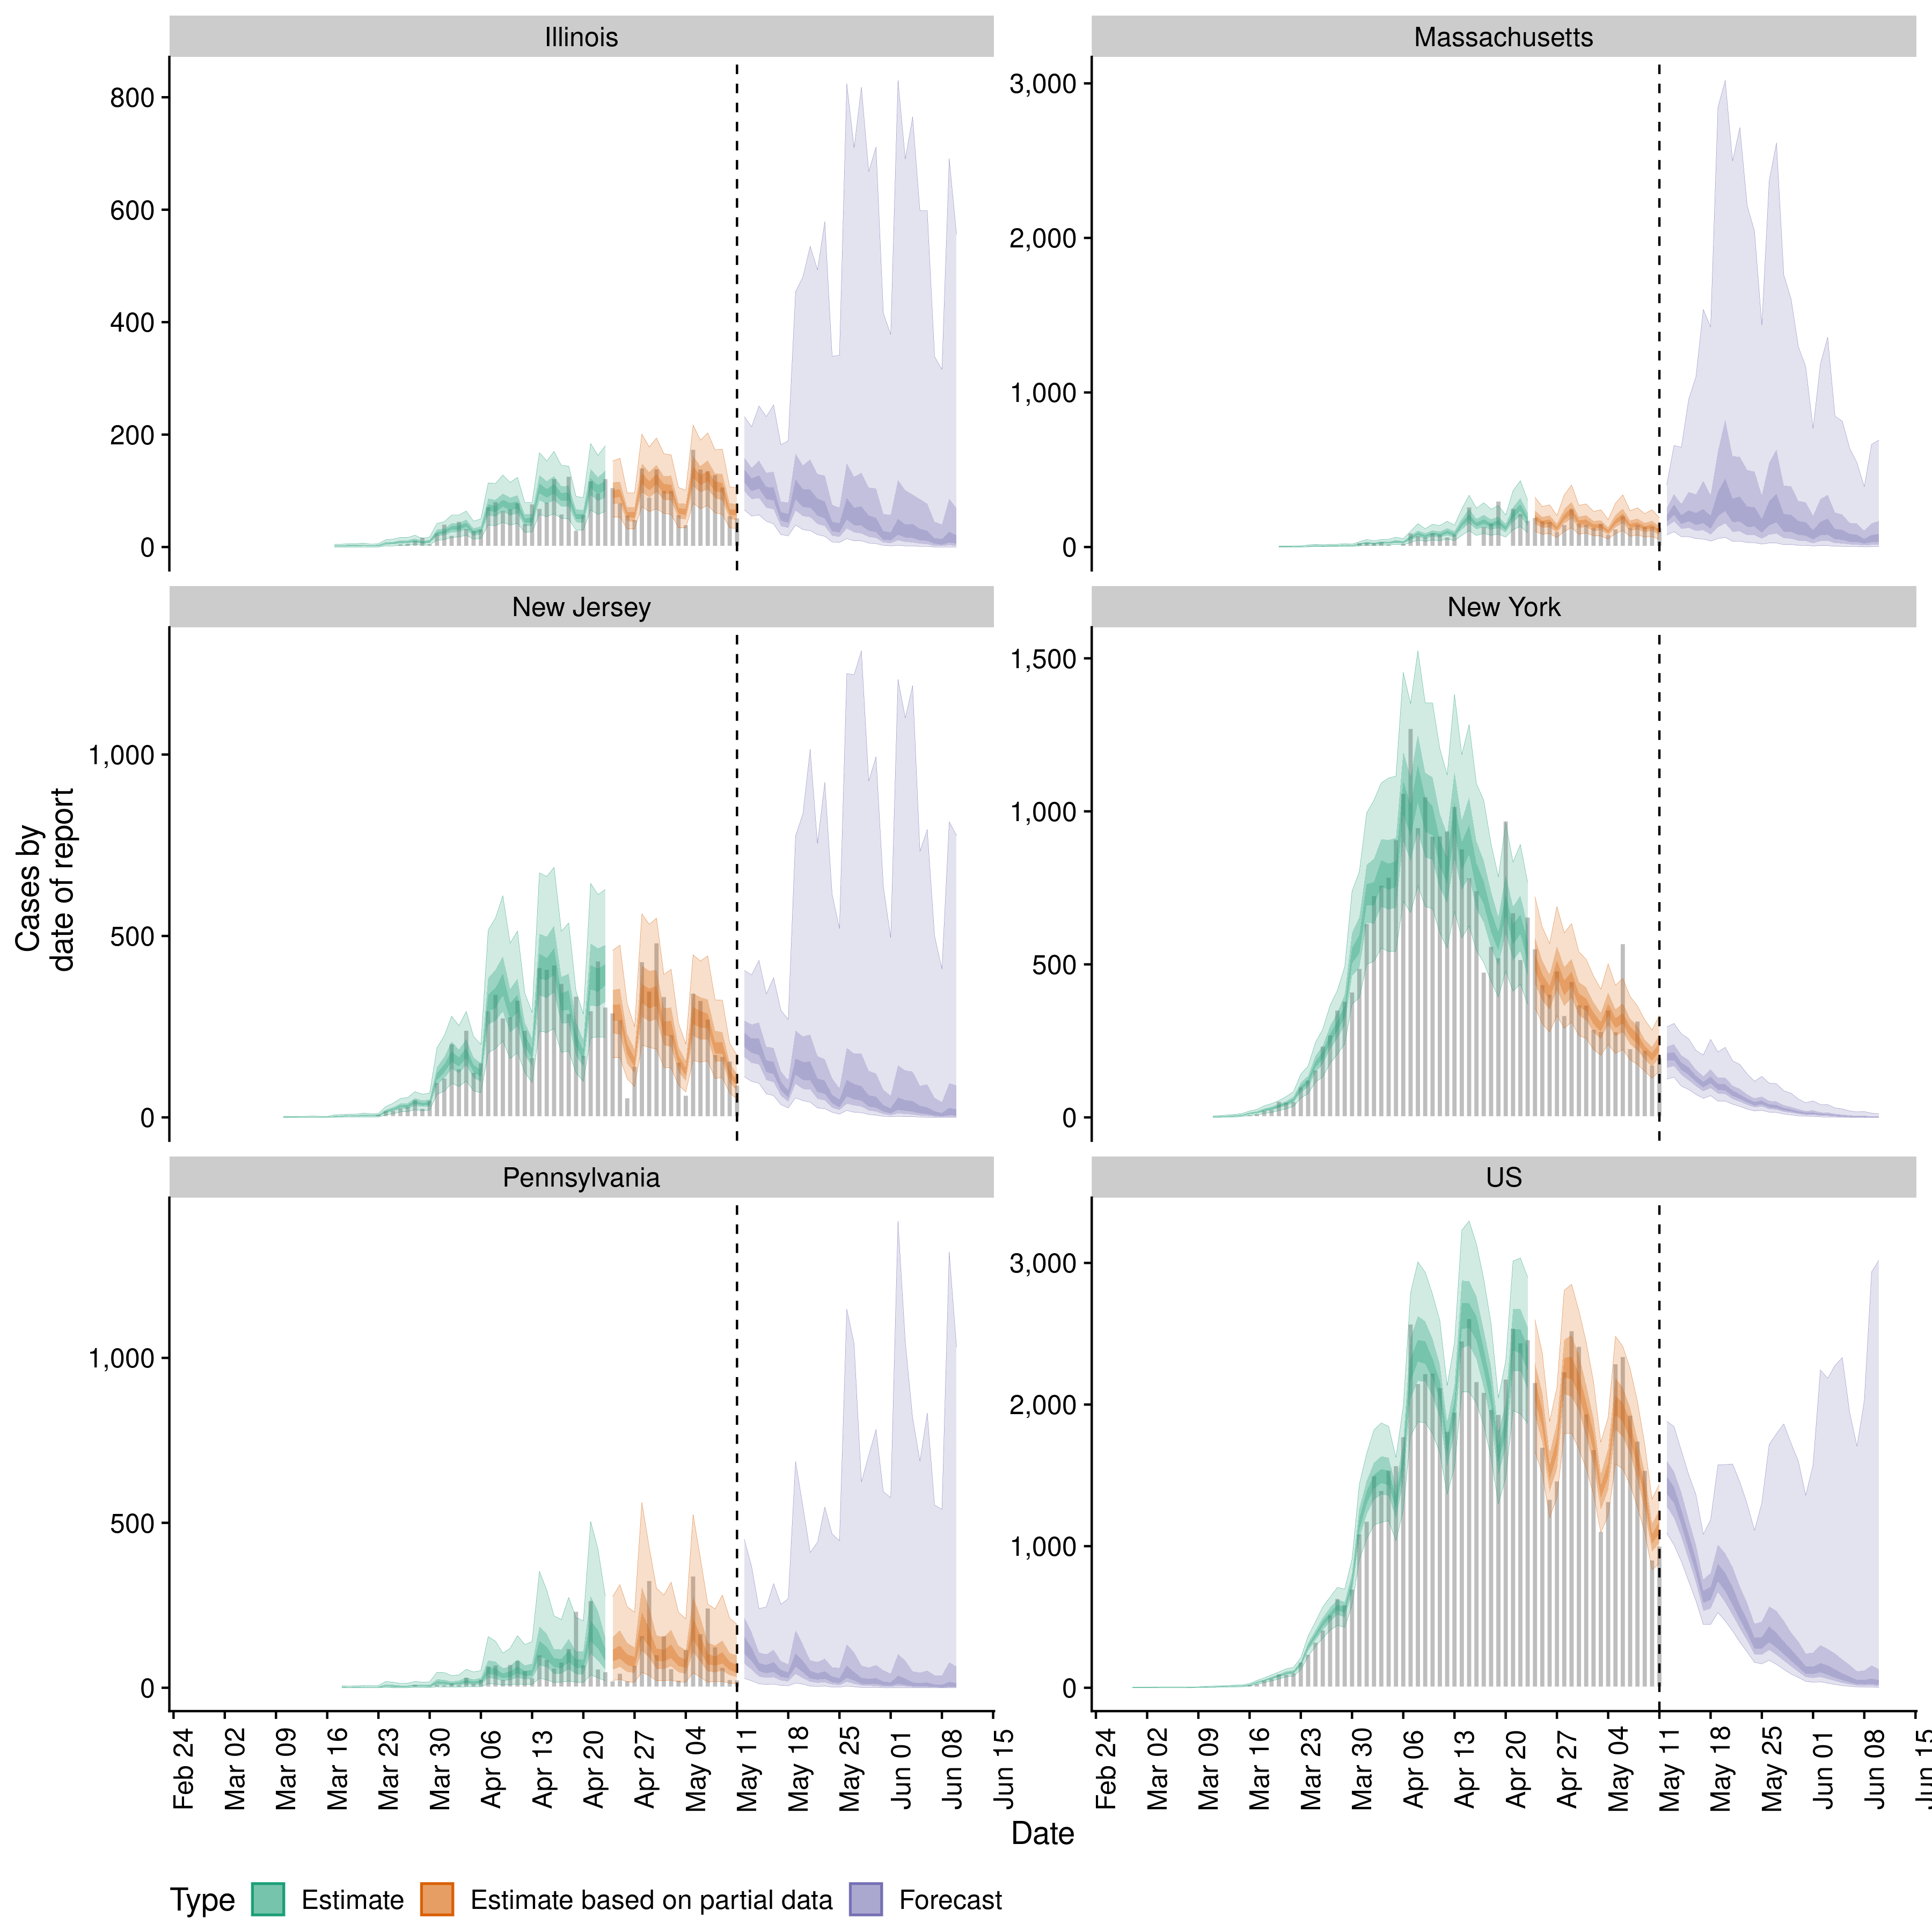 Illinois
Massachusetts
800
600
400
200
0
3,000
2,000
1,000
0
New Jersey
New York
1,000
500
0
1,500
1,000
500
0
Pennsylvania
US
1,000
500
0
3,000
2,000
1,000
0
Cases by
date of report
Feb 24
Mar 02
Mar 09
Mar 16
Mar 23
Mar 30
Apr 06
Apr 13
Apr 20
Apr 27
May 04
May 11
May 18
May 25
Jun 01
Jun 08
Jun 15
Feb 24
Mar 02
Mar 09
Mar 16
Mar 23
Mar 30
Apr 06
Apr 13
Apr 20
Apr 27
May 04
May 11
May 18
May 25
Jun 01
Jun 08
Date
Type Estimate Estimate based on partial data Forecast